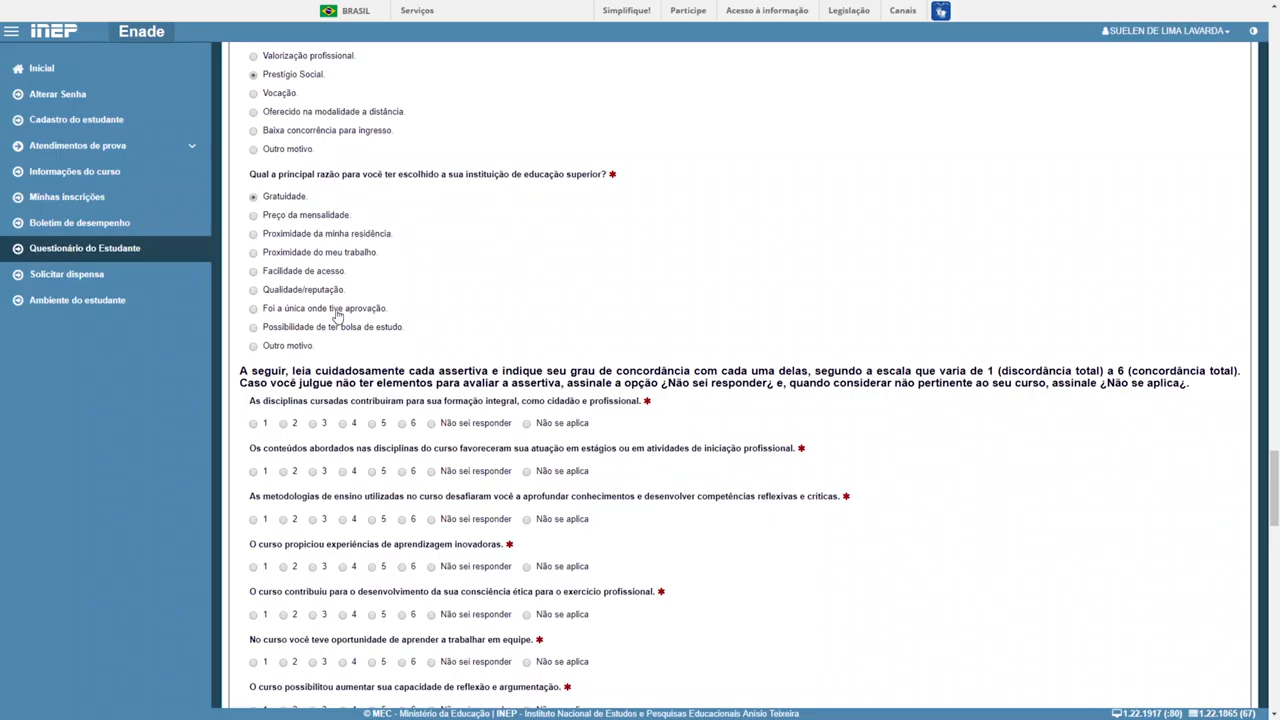 BRASIL Serviços Simplifique! Participe Acesso à informação Legislação Canais
inep Enade SUELEN DE LIMA LAVARDA
Inicial
Alterar Senha
Cadastro do estudante
Atendimentos de prova
Informações do curso
Minhas inscrições
Boletim de desempenho
Questionário do Estudante
Solicitar dispensa
Ambiente do estudante
Valorização profissional.
Prestígio Social.
Vocação.
Oferecido na modalidade a distância.
Baixa concorrência para ingresso.
Outro motivo.
Qual a principal razão para você ter escolhido a sua instituição de educação superior? ✱
Gratuidade.
Preço da mensalidade.
Proximidade da minha residência.
Proximidade do meu trabalho.
Facilidade de acesso.
Qualidade/reputação.
Foi a única onde tive aprovação.
Possibilidade de ter bolsa de estudo.
Outro motivo.
A seguir, leia cuidadosamente cada assertiva e indique seu grau de concordância com cada uma delas, segundo a escala que varia de 1 (discordância total) a 6 (concordância total).
Caso você julgue não ter elementos para avaliar a assertiva, assinale a opção ¿Não sei responder¿ e, quando considerar não pertinente ao seu curso, assinale ¿Não se aplica¿.
As disciplinas cursadas contribuíram para sua formação integral, como cidadão e profissional. ✱
1 2 3 4 5 6 Não sei responder Não se aplica
Os conteúdos abordados nas disciplinas do curso favoreceram sua atuação em estágios ou em atividades de iniciação profissional. ✱
1 2 3 4 5 6 Não sei responder Não se aplica
As metodologias de ensino utilizadas no curso desafiaram você a aprofundar conhecimentos e desenvolver competências reflexivas e críticas. ✱
1 2 3 4 5 6 Não sei responder Não se aplica
O curso propiciou experiências de aprendizagem inovadoras. ✱
1 2 3 4 5 6 Não sei responder Não se aplica
O curso contribuiu para o desenvolvimento da sua consciência ética para o exercício profissional. ✱
1 2 3 4 5 6 Não sei responder Não se aplica
No curso você teve oportunidade de aprender a trabalhar em equipe. ✱
1 2 3 4 5 6 Não sei responder Não se aplica
O curso possibilitou aumentar sua capacidade de reflexão e argumentação. ✱
© MEC - Ministério da Educação | INEP - Instituto Nacional de Estudos e Pesquisas Educacionais Anísio Teixeira 1.22.1917 (:80) 1.22.1865 (67)